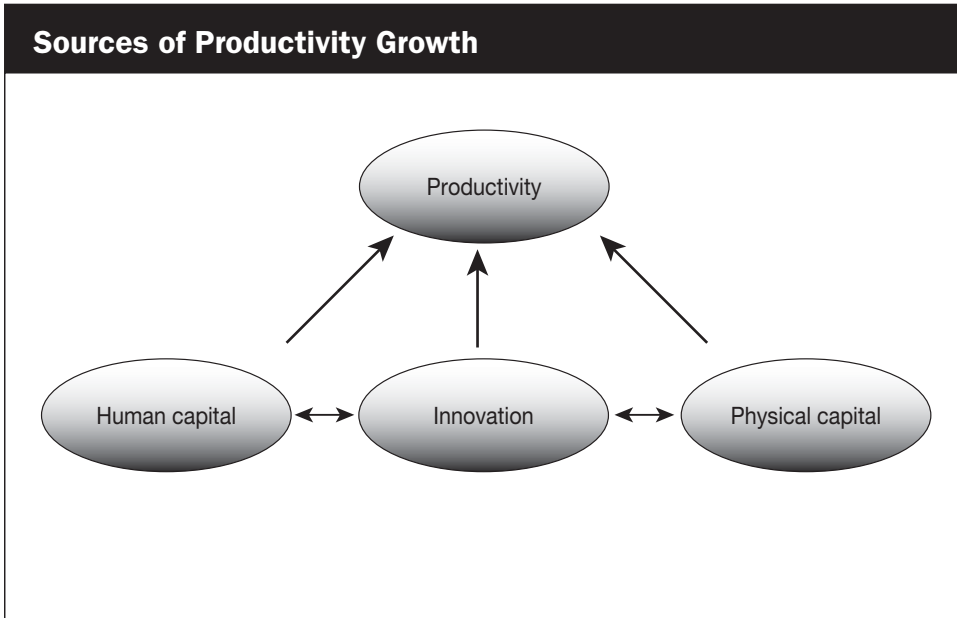 Sources of Productivity Growth
Productivity
Human capital
Innovation
Physical capital